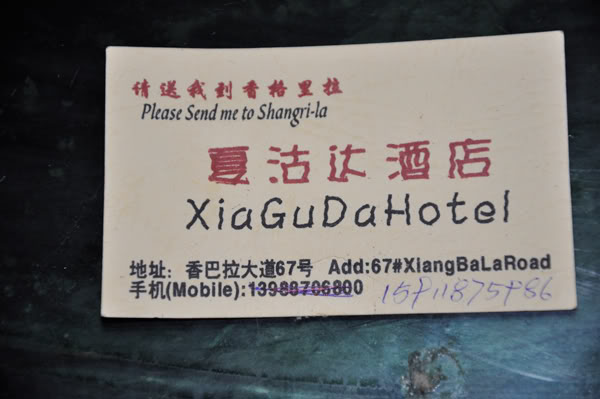 请送我到香格里拉
Please Send me to Shangri-la
夏沽达酒店
XiaGuDaHotel
地址：香巴拉大道67号 Add:67#XiangBaLaRoad
手机(Mobile):13988706800